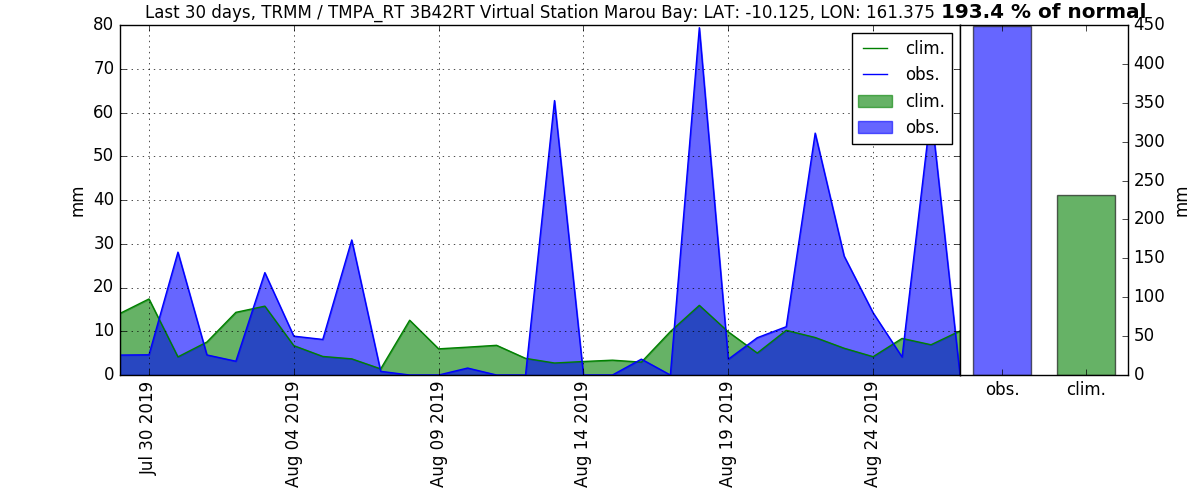 Last 30 days, TRMM / TMPA_RT 3B42RT Virtual Station Marou Bay: LAT: -10.125, LON: 161.375 193.4 % of normal
80
70
60
50
40
30
20
10
0
mm
clim.
obs.
clim.
obs.
Jul 30 2019
Aug 04 2019
Aug 09 2019
Aug 14 2019
Aug 19 2019
Aug 24 2019
450
400
350
300
250
200
150
100
50
0
mm
obs.
clim.